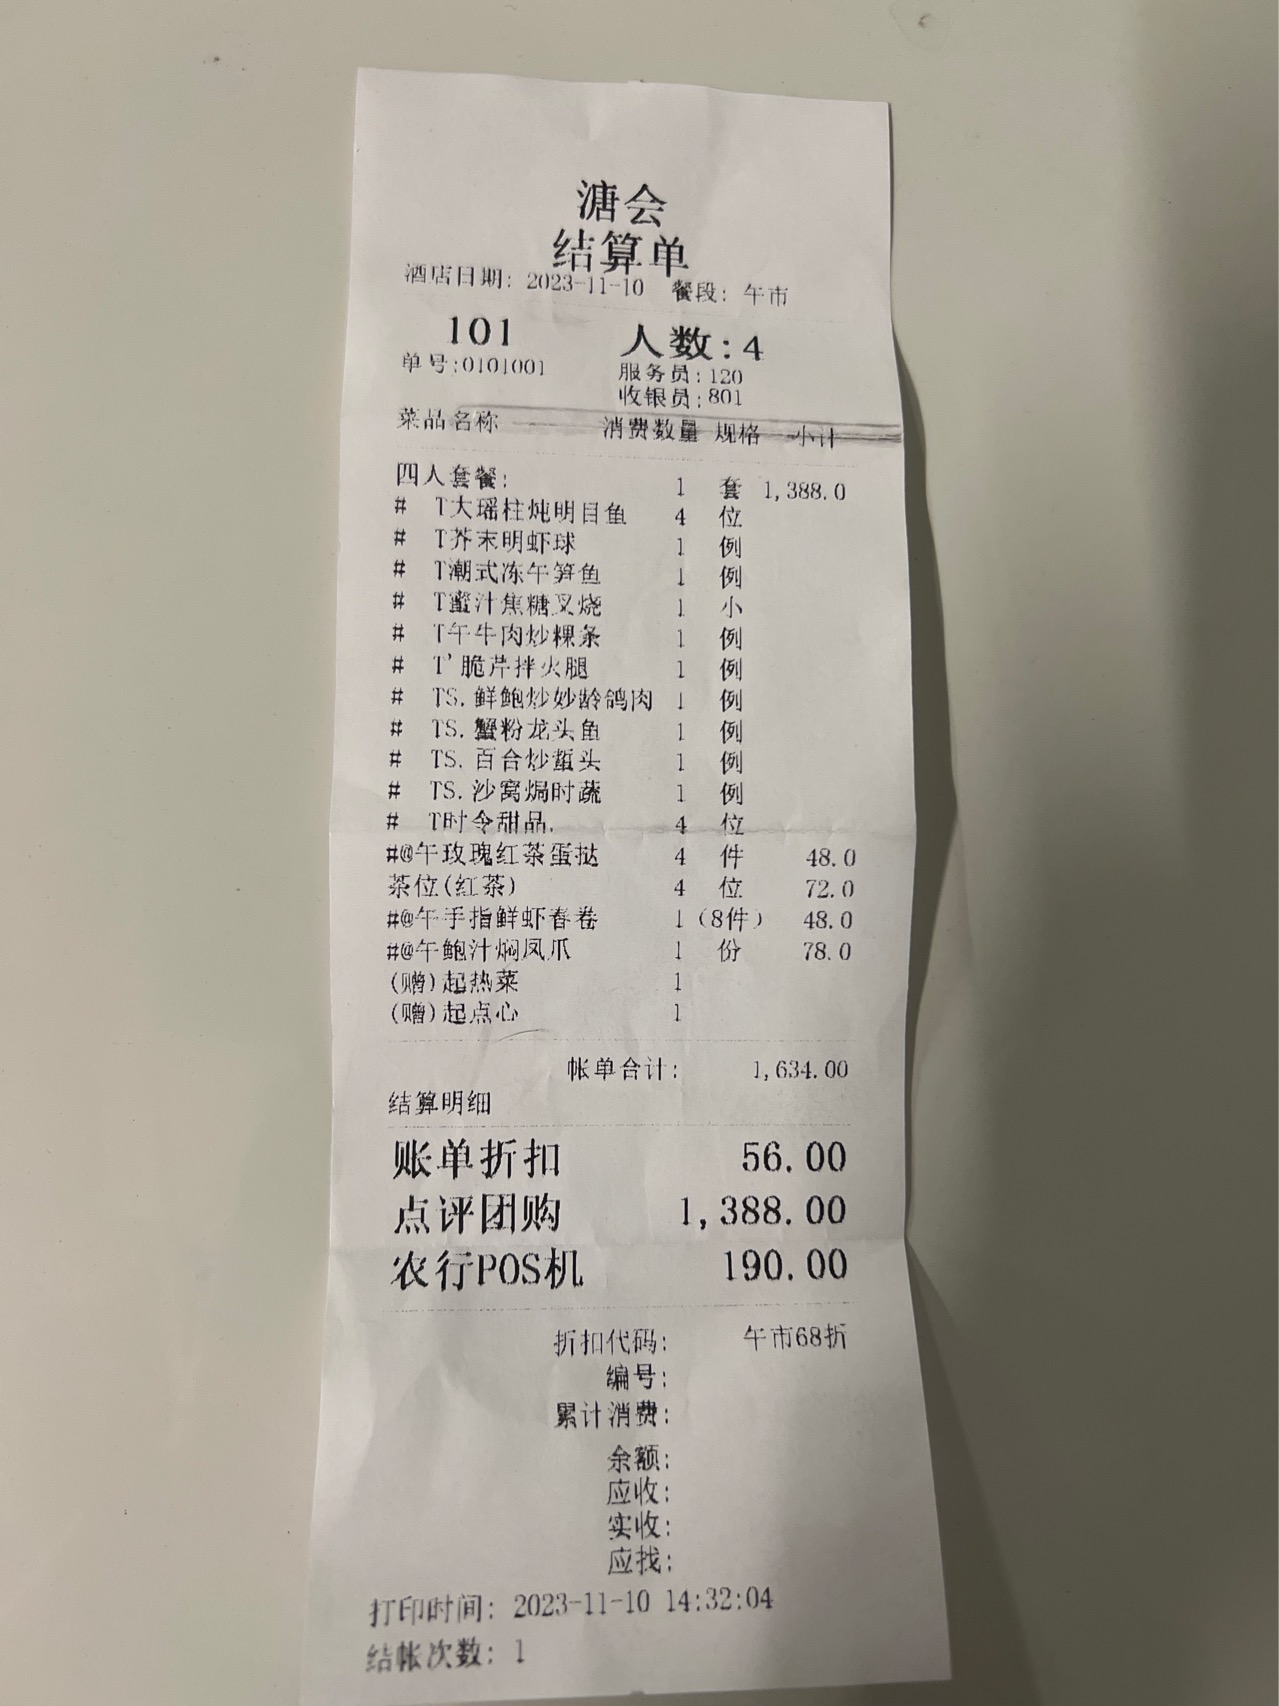 溏会
结算单
酒店日期: 2023-11-10 餐段: 午市
101 人数:4
单号:0101001 服务员:120
收银员:801
菜品名称 消费数量 规格 小计
四人套餐: 1 套 1,388.0
# T大瑶柱炖明目鱼 4 位
# T芥末明虾球 1 例
# T潮式冻午笋鱼 1 例
# T蜜汁焦糖叉烧 1 小
# T午牛肉炒粿条 1 例
# T'脆芹拌火腿 1 例
# TS.鲜鲍炒妙龄鸽肉 1 例
# TS.蟹粉龙头鱼 1 例
# TS.百合炒蜇头 1 例
# TS.沙窝焗时蔬 1 例
# T时令甜品. 4 位
#@午玫瑰红茶蛋挞 4 件 48.0
茶位(红茶) 4 位 72.0
#@午手指鲜虾春卷 1 (8件) 48.0
#@午鲍汁焖凤爪 1 份 78.0
(赠)起热菜 1
(赠)起点心 1
帐单合计: 1,634.00
结算明细
账单折扣 56.00
点评团购 1,388.00
农行POS机 190.00
折扣代码: 午市68折
编号:
累计消费:
余额:
应收:
实收:
应找:
打印时间: 2023-11-10 14:32:04
结帐次数: 1